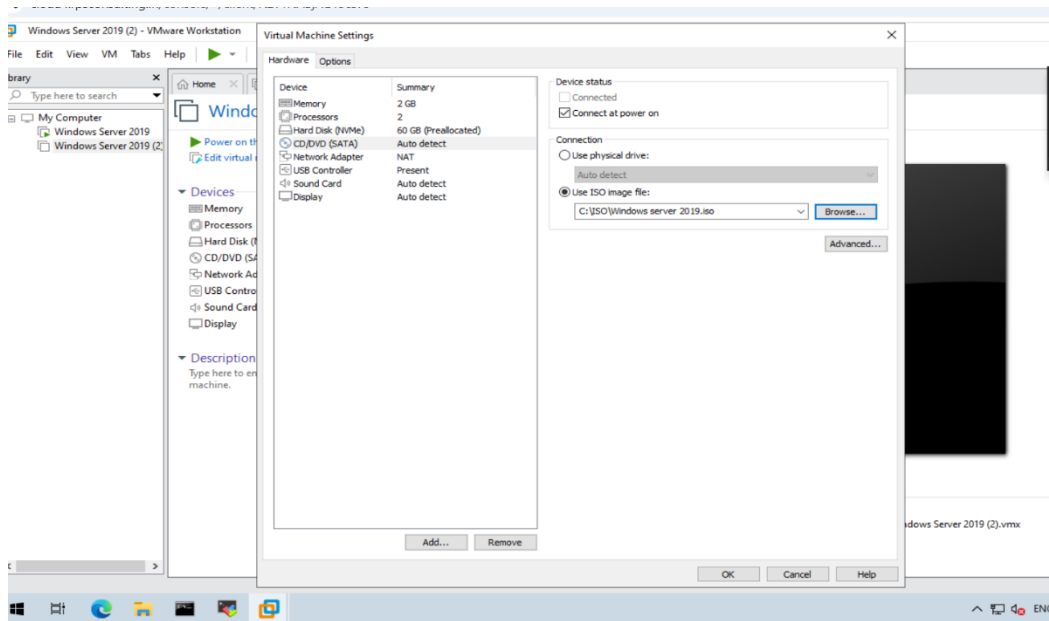 Windows Server 2019 (2) - VMware Workstation
File Edit View VM Tabs Help
Type here to search
My Computer
Windows Server 2019
Windows Server 2019 (2
Home
Windo
Power on th
Edit virtual
Devices
Memory
Processors
Hard Disk (
CD/DVD (SA
Network Ad
USB Contro
Sound Card
Display
Description
Type here to en
machine.
Virtual Machine Settings
Hardware Options
Device Summary
Memory 2 GB
Processors 2
Hard Disk (NVMe) 60 GB (Preallocated)
CD/DVD (SATA) Auto detect
Network Adapter NAT
USB Controller Present
Sound Card Auto detect
Display Auto detect
Add... Remove
Device status
Connected
Connect at power on
Connection
Use physical drive:
Auto detect
Use ISO image file:
C:\ISO\Windows server 2019.iso Browse...
Advanced...
OK Cancel Help
dows Server 2019 (2).vmx
ENG